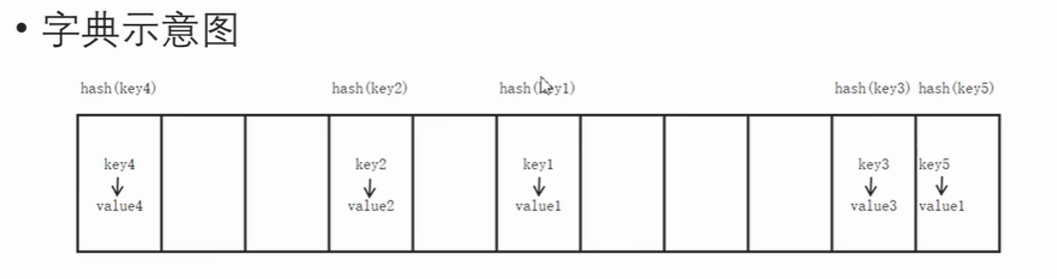 • 字典示意图
hash(key4) hash(key2) hash(key1) hash(key3) hash(key5)
key4 key2 key1 key3 key5
value4 value2 value1 value3 value1